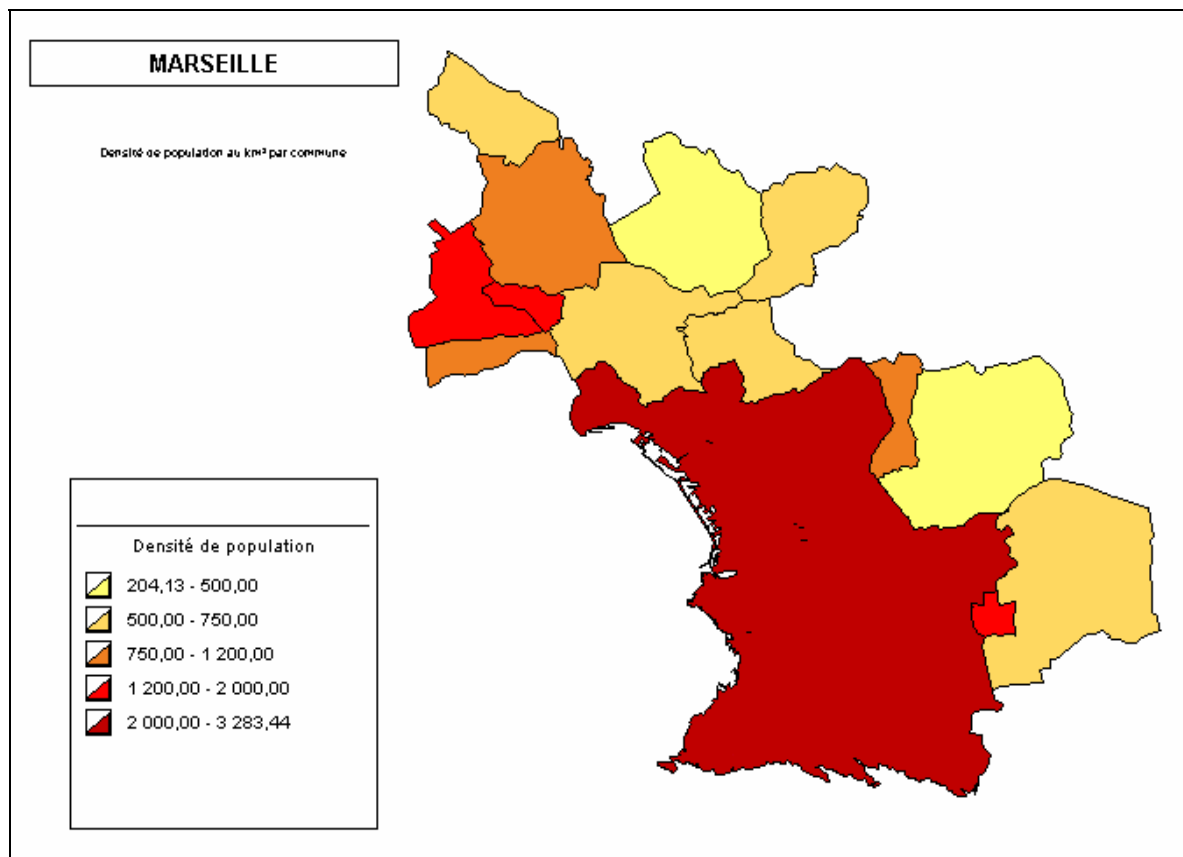 MARSEILLE
Densité de population au km² par commune
Densité de population
204,13 - 500,00
500,00 - 750,00
750,00 - 1 200,00
1 200,00 - 2 000,00
2 000,00 - 3 283,44